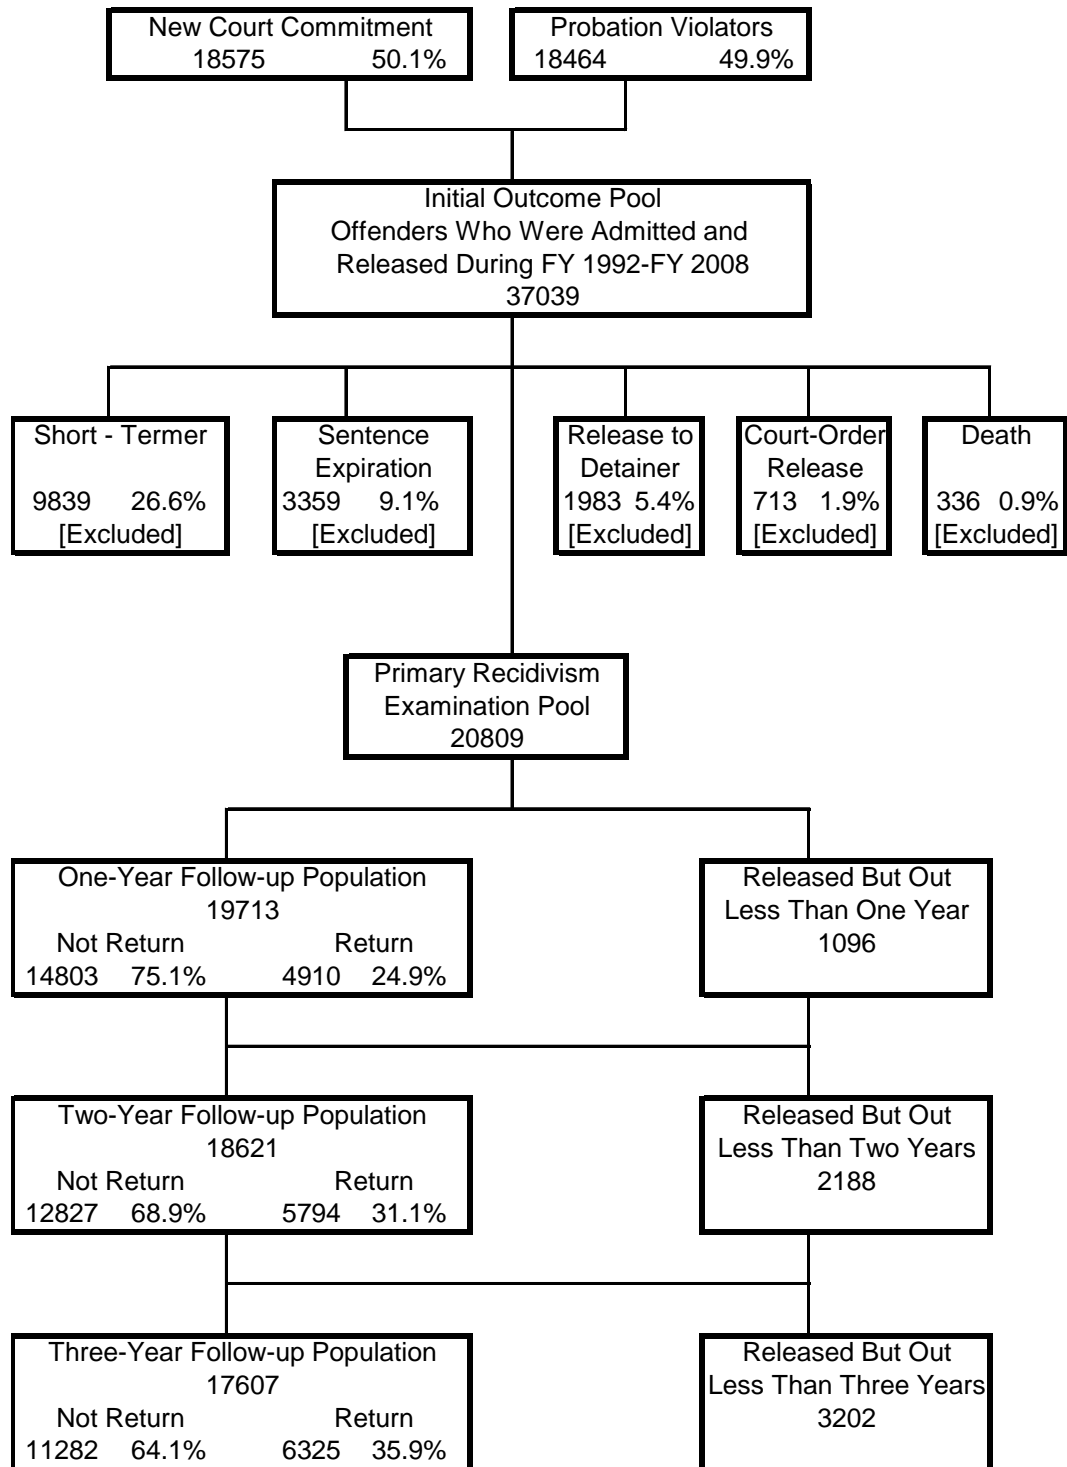 New Court Commitment
18575 50.1%
Probation Violators
18464 49.9%
Initial Outcome Pool
Offenders Who Were Admitted and
Released During FY 1992-FY 2008
37039
Short - Termer
9839 26.6%
[Excluded]
Sentence
Expiration
3359 9.1%
[Excluded]
Release to
Detainer
1983 5.4%
[Excluded]
Court-Order
Release
713 1.9%
[Excluded]
Death
336 0.9%
[Excluded]
Primary Recidivism
Examination Pool
20809
One-Year Follow-up Population
19713
Not Return Return
14803 75.1% 4910 24.9%
Released But Out
Less Than One Year
1096
Two-Year Follow-up Population
18621
Not Return Return
12827 68.9% 5794 31.1%
Released But Out
Less Than Two Years
2188
Three-Year Follow-up Population
17607
Not Return Return
11282 64.1% 6325 35.9%
Released But Out
Less Than Three Years
3202